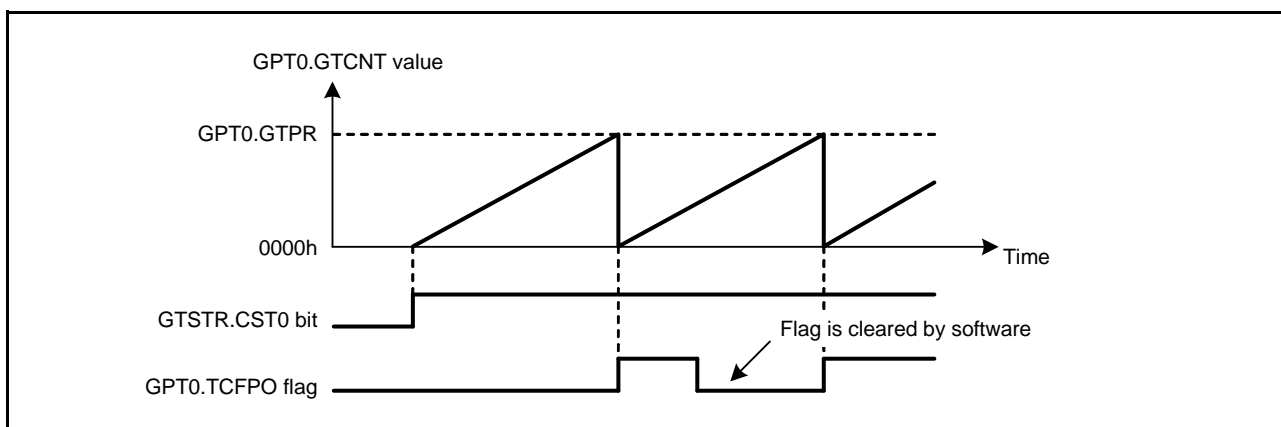 GPT0.GTCNT value
GPT0.GTPR
0000h
Time
GTSTR.CST0 bit
Flag is cleared by software
GPT0.TCFPO flag